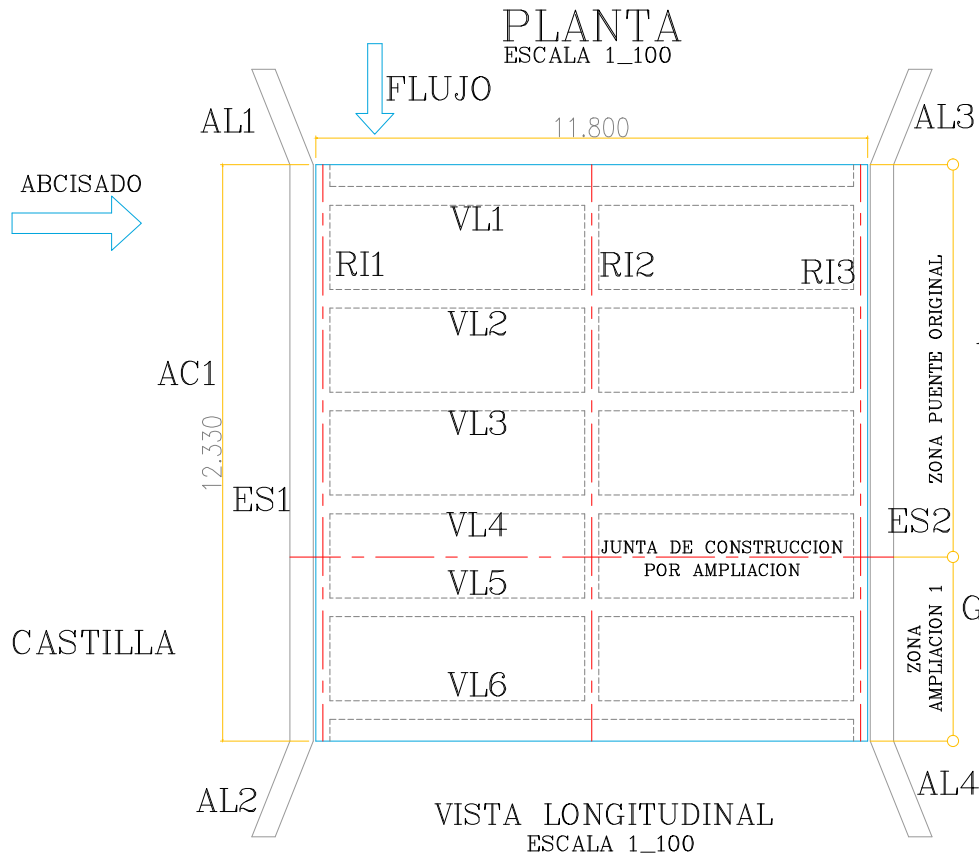 PLANTA
ESCALA 1_100
FLUJO
AL1
11.800
AL3
ABCISADO
VL1
RI1
RI2
RI3
VL2
AC1
VL3
12.330
ZONA PUENTE ORIGINAL
ES1
VL4
ES2
JUNTA DE CONSTRUCCION
POR AMPLIACION
VL5
G
CASTILLA
ZONA
AMPLIACION 1
VL6
AL2
AL4
VISTA LONGITUDINAL
ESCALA 1_100